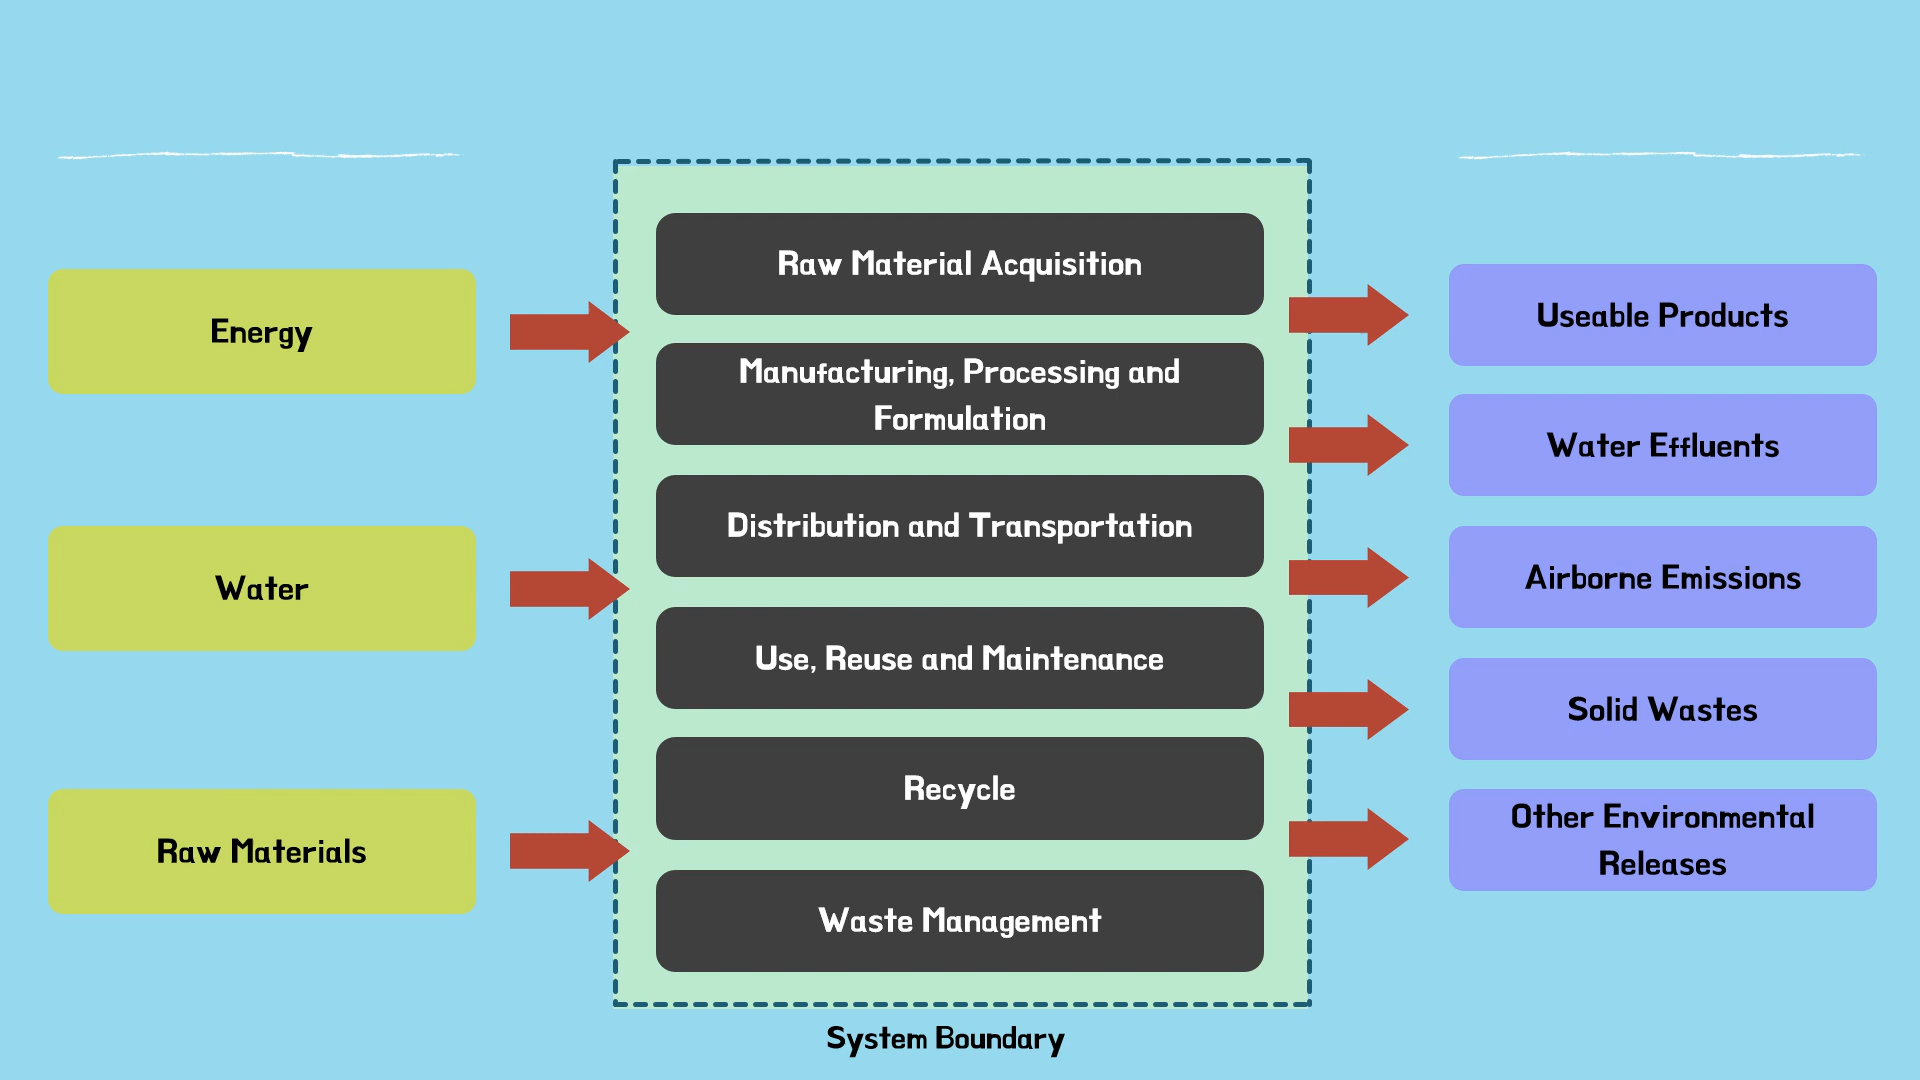 Energy
Water
Raw Materials
Raw Material Acquisition
Manufacturing, Processing and
Formulation
Distribution and Transportation
Use, Reuse and Maintenance
Recycle
Waste Management
System Boundary
Useable Products
Water Effluents
Airborne Emissions
Solid Wastes
Other Environmental
Releases